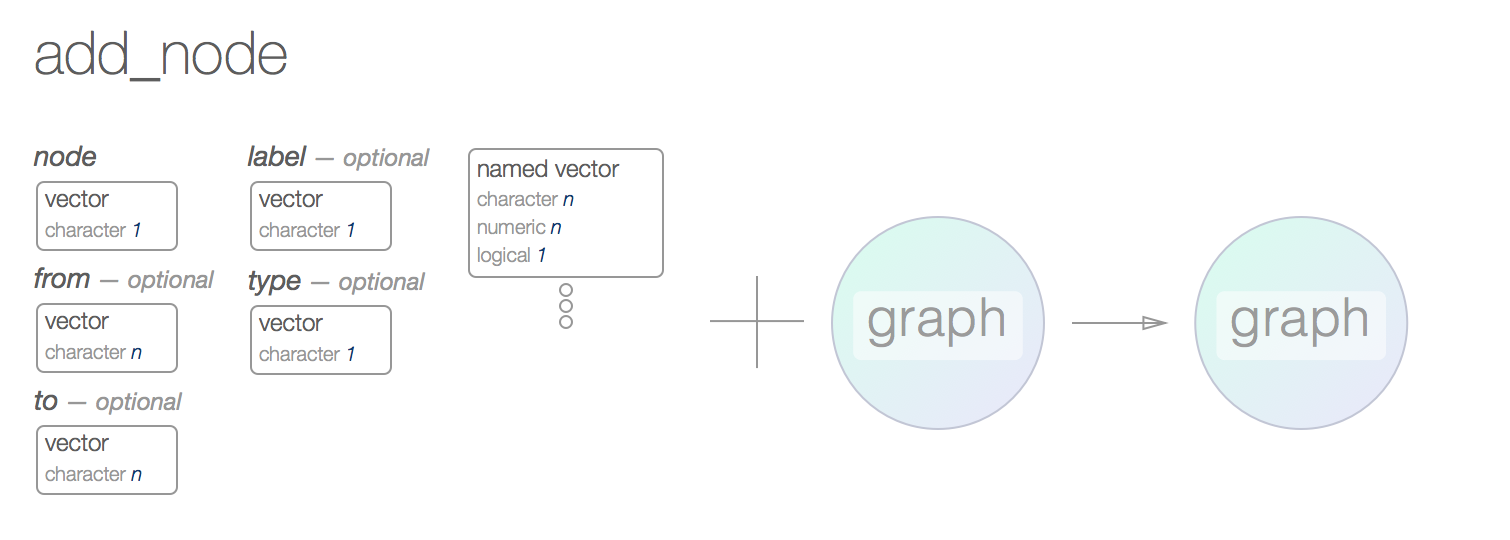 add_node
node
vector
character 1
from — optional
vector
character n
to — optional
vector
character n
label — optional
vector
character 1
type — optional
vector
character 1
named vector
character n
numeric n
logical 1
graph
graph